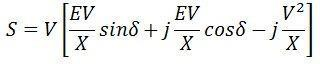 S = V [ EV/X sinδ + j EV/X cosδ − j V²/X ]